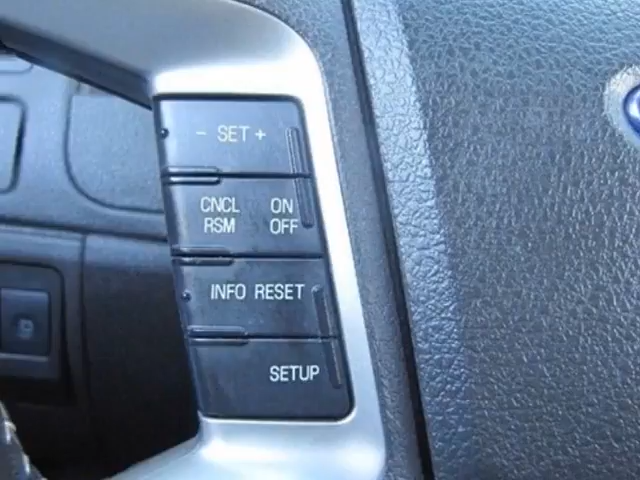 - SET +
CNCL ON
RSM OFF
INFO RESET
SETUP